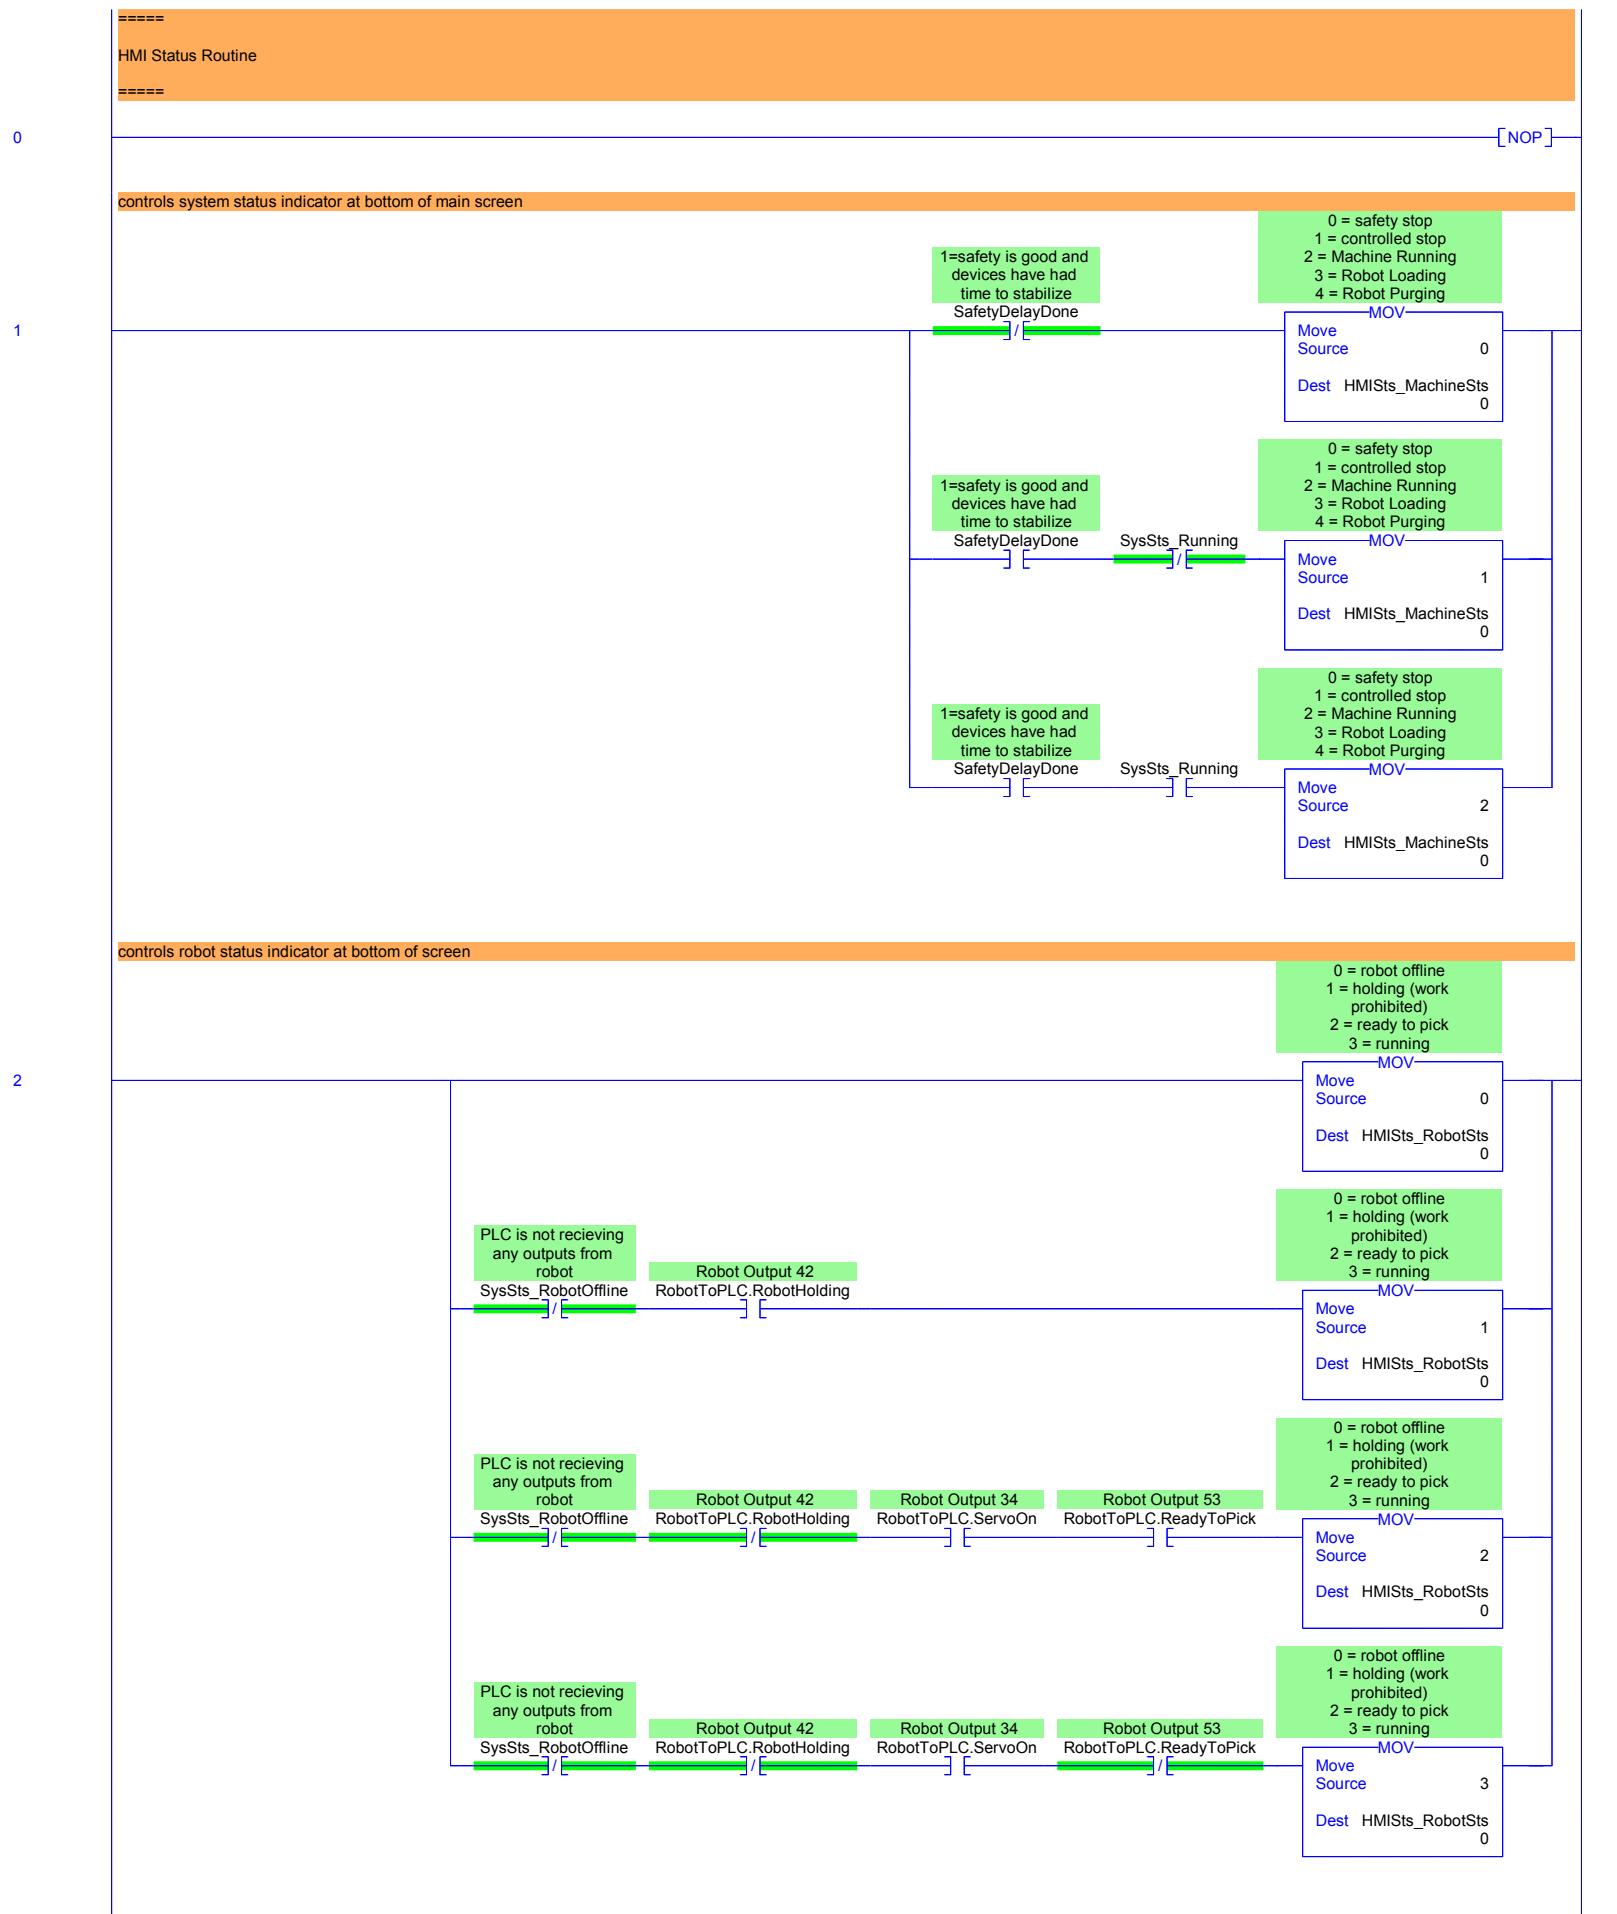 =====
HMI Status Routine
=====
0
NOP
controls system status indicator at bottom of main screen
0 = safety stop
1 = controlled stop
2 = Machine Running
3 = Robot Loading
4 = Robot Purging
1=safety is good and
devices have had
time to stabilize
SafetyDelayDone
/
MOV
1
Move
Source 0
Dest HMISts_MachineSts
0
0 = safety stop
1 = controlled stop
2 = Machine Running
3 = Robot Loading
4 = Robot Purging
1=safety is good and
devices have had
time to stabilize
SafetyDelayDone
SysSts_Running
/
MOV
Move
Source 1
Dest HMISts_MachineSts
0
0 = safety stop
1 = controlled stop
2 = Machine Running
3 = Robot Loading
4 = Robot Purging
1=safety is good and
devices have had
time to stabilize
SafetyDelayDone
SysSts_Running
MOV
Move
Source 2
Dest HMISts_MachineSts
0
controls robot status indicator at bottom of screen
0 = robot offline
1 = holding (work
prohibited)
2 = ready to pick
3 = running
MOV
2
Move
Source 0
Dest HMISts_RobotSts
0
0 = robot offline
1 = holding (work
prohibited)
2 = ready to pick
3 = running
PLC is not recieving
any outputs from
robot
SysSts_RobotOffline
/
Robot Output 42
RobotToPLC.RobotHolding
MOV
Move
Source 1
Dest HMISts_RobotSts
0
0 = robot offline
1 = holding (work
prohibited)
2 = ready to pick
3 = running
PLC is not recieving
any outputs from
robot
SysSts_RobotOffline
/
Robot Output 42
RobotToPLC.RobotHolding
/
Robot Output 34
RobotToPLC.ServoOn
Robot Output 53
RobotToPLC.ReadyToPick
MOV
Move
Source 2
Dest HMISts_RobotSts
0
0 = robot offline
1 = holding (work
prohibited)
2 = ready to pick
3 = running
PLC is not recieving
any outputs from
robot
SysSts_RobotOffline
/
Robot Output 42
RobotToPLC.RobotHolding
/
Robot Output 34
RobotToPLC.ServoOn
Robot Output 53
RobotToPLC.ReadyToPick
/
MOV
Move
Source 3
Dest HMISts_RobotSts
0